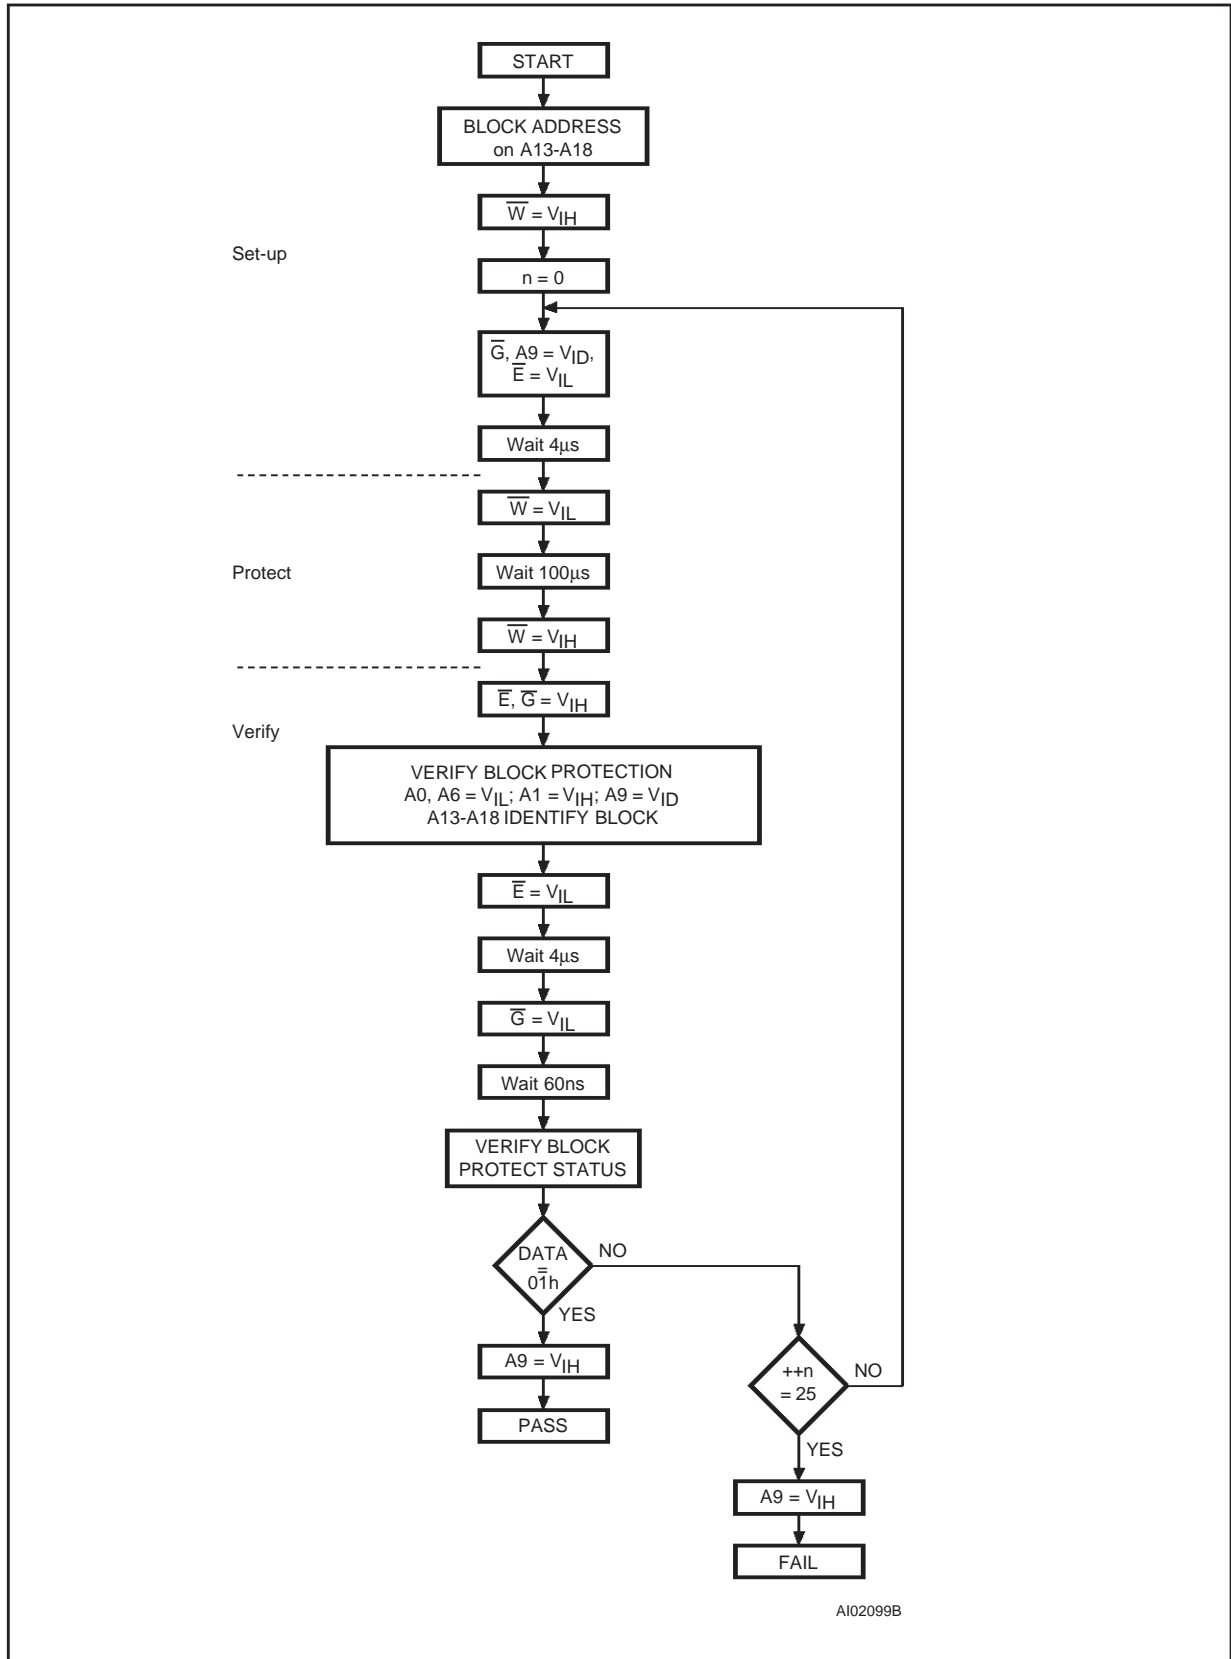 START
BLOCK ADDRESS
on A13-A18
W̅ = VIH
Set-up
n = 0
G̅, A9 = VID,
E̅ = VIL
Wait 4µs
W̅ = VIL
Protect
Wait 100µs
W̅ = VIH
E̅, G̅ = VIH
Verify
VERIFY BLOCK PROTECTION
A0, A6 = VIL; A1 = VIH; A9 = VID
A13-A18 IDENTIFY BLOCK
E̅ = VIL
Wait 4µs
G̅ = VIL
Wait 60ns
VERIFY BLOCK
PROTECT STATUS
DATA
=
01h
NO
YES
A9 = VIH
PASS
++n
= 25
NO
YES
A9 = VIH
FAIL
AI02099B